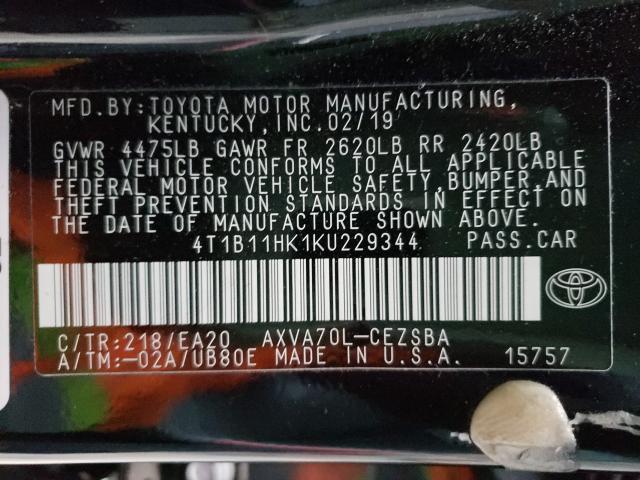 MFD.BY:TOYOTA MOTOR MANUFACTURING,
KENTUCKY,INC.02/19
GVWR 4475LB GAWR FR 2620LB RR 2420LB
THIS VEHICLE CONFORMS TO ALL APPLICABLE
FEDERAL MOTOR VEHICLE SAFETY,BUMPER,AND
THEFT PREVENTION STANDARDS IN EFFECT ON
THE DATE OF MANUFACTURE SHOWN ABOVE.
4T1B11HK1KU229344 PASS.CAR
C/TR:218/EA20 AXVA70L-CEZSBA
A/TM:-02A/UB80E MADE IN U.S.A. 15757